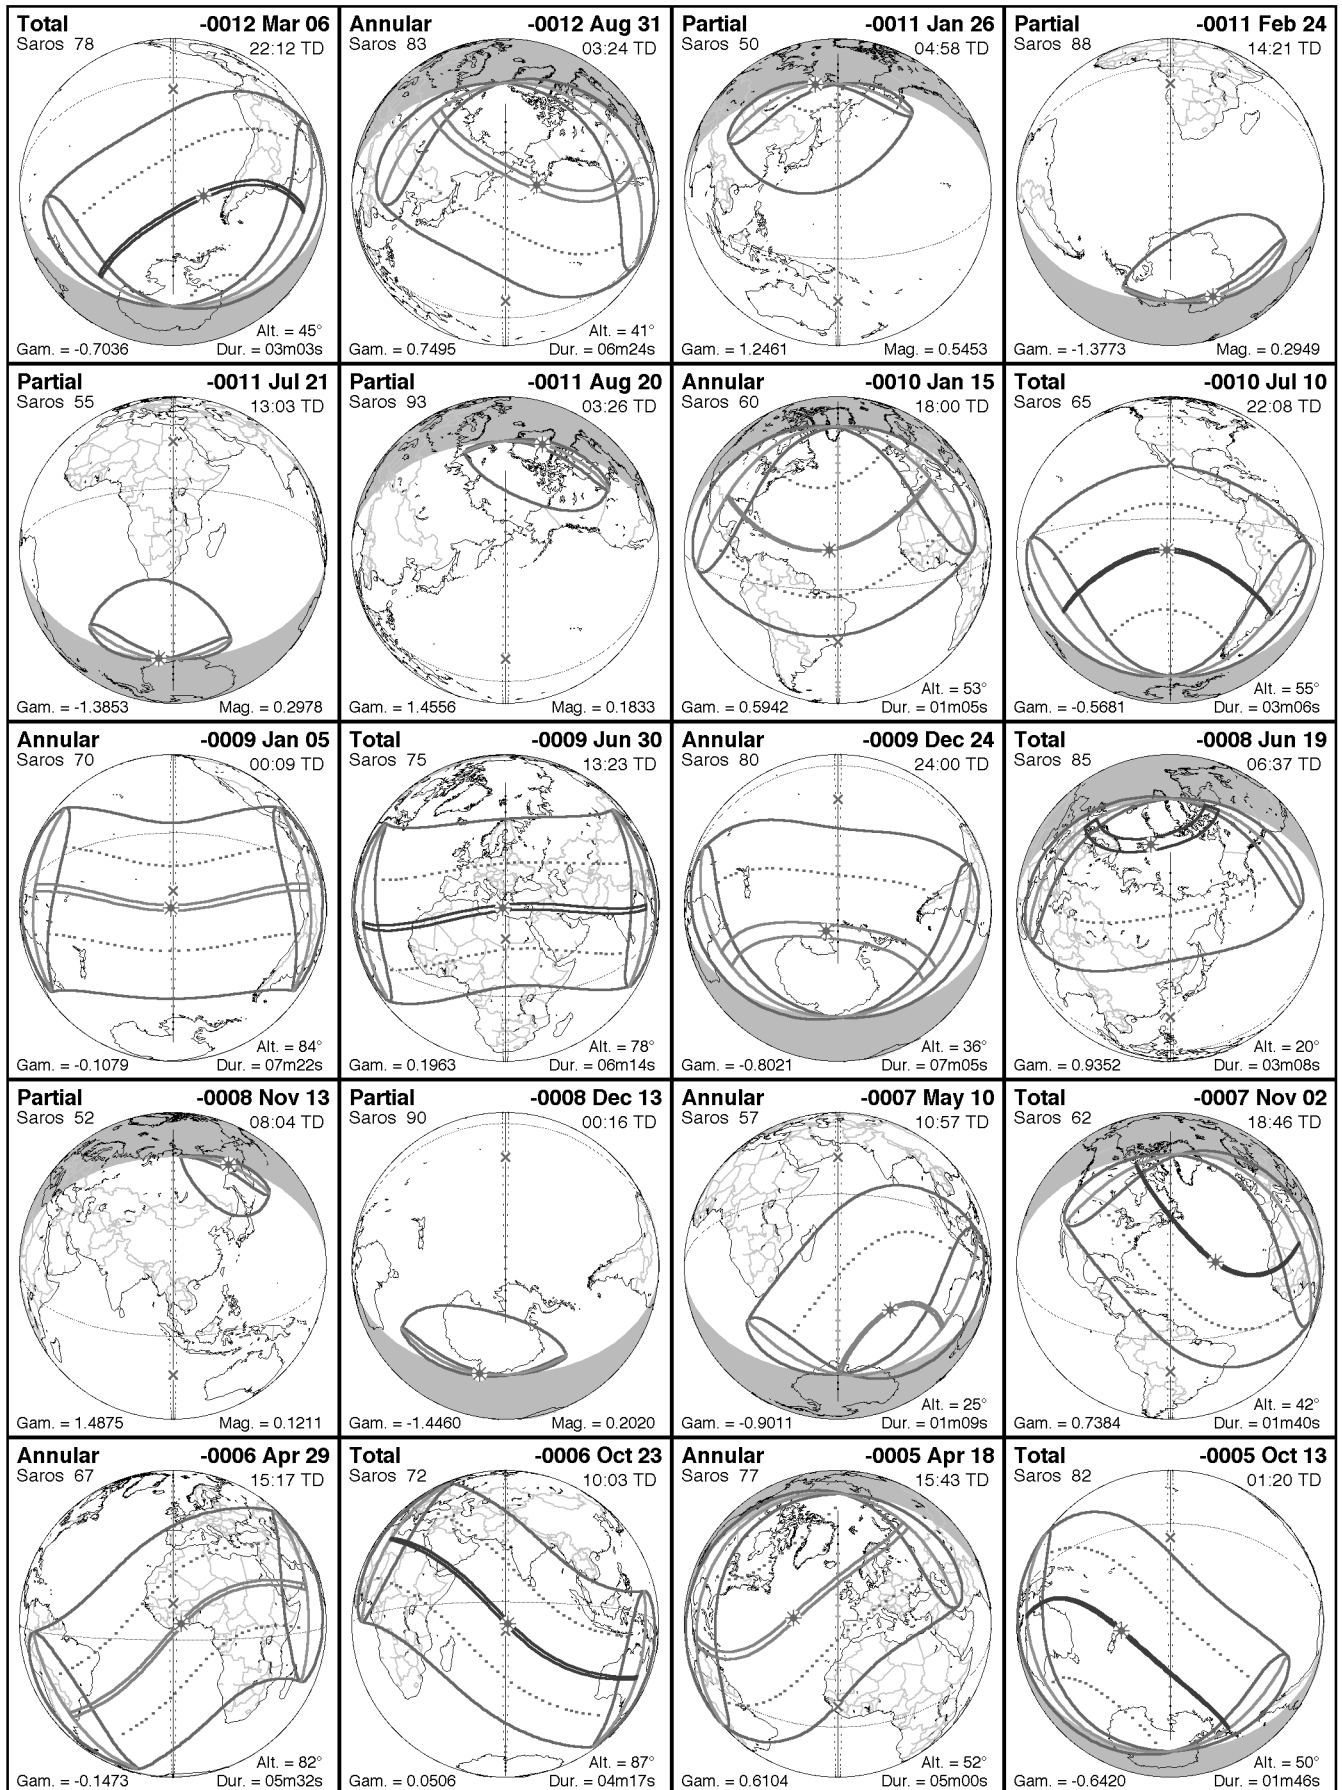 Total -0012 Mar 06
Saros 78 22:12 TD
Alt. = 45°
Gam. = -0.7036 Dur. = 03m03s
Annular -0012 Aug 31
Saros 83 03:24 TD
Alt. = 41°
Gam. = 0.7495 Dur. = 06m24s
Partial -0011 Jan 26
Saros 50 04:58 TD
Gam. = 1.2461 Mag. = 0.5453
Partial -0011 Feb 24
Saros 88 14:21 TD
Gam. = -1.3773 Mag. = 0.2949
Partial -0011 Jul 21
Saros 55 13:03 TD
Gam. = -1.3853 Mag. = 0.2978
Partial -0011 Aug 20
Saros 93 03:26 TD
Gam. = 1.4556 Mag. = 0.1833
Annular -0010 Jan 15
Saros 60 18:00 TD
Alt. = 53°
Gam. = 0.5942 Dur. = 01m05s
Total -0010 Jul 10
Saros 65 22:08 TD
Alt. = 55°
Gam. = -0.5681 Dur. = 03m06s
Annular -0009 Jan 05
Saros 70 00:09 TD
Alt. = 84°
Gam. = -0.1079 Dur. = 07m22s
Total -0009 Jun 30
Saros 75 13:23 TD
Alt. = 78°
Gam. = 0.1963 Dur. = 06m14s
Annular -0009 Dec 24
Saros 80 24:00 TD
Alt. = 36°
Gam. = -0.8021 Dur. = 07m05s
Total -0008 Jun 19
Saros 85 06:37 TD
Alt. = 20°
Gam. = 0.9352 Dur. = 03m08s
Partial -0008 Nov 13
Saros 52 08:04 TD
Gam. = 1.4875 Mag. = 0.1211
Partial -0008 Dec 13
Saros 90 00:16 TD
Gam. = -1.4460 Mag. = 0.2020
Annular -0007 May 10
Saros 57 10:57 TD
Alt. = 25°
Gam. = -0.9011 Dur. = 01m09s
Total -0007 Nov 02
Saros 62 18:46 TD
Alt. = 42°
Gam. = 0.7384 Dur. = 01m40s
Annular -0006 Apr 29
Saros 67 15:17 TD
Alt. = 82°
Gam. = -0.1473 Dur. = 05m32s
Total -0006 Oct 23
Saros 72 10:03 TD
Alt. = 87°
Gam. = 0.0506 Dur. = 04m17s
Annular -0005 Apr 18
Saros 77 15:43 TD
Alt. = 52°
Gam. = 0.6104 Dur. = 05m00s
Total -0005 Oct 13
Saros 82 01:20 TD
Alt. = 50°
Gam. = -0.6420 Dur. = 01m46s